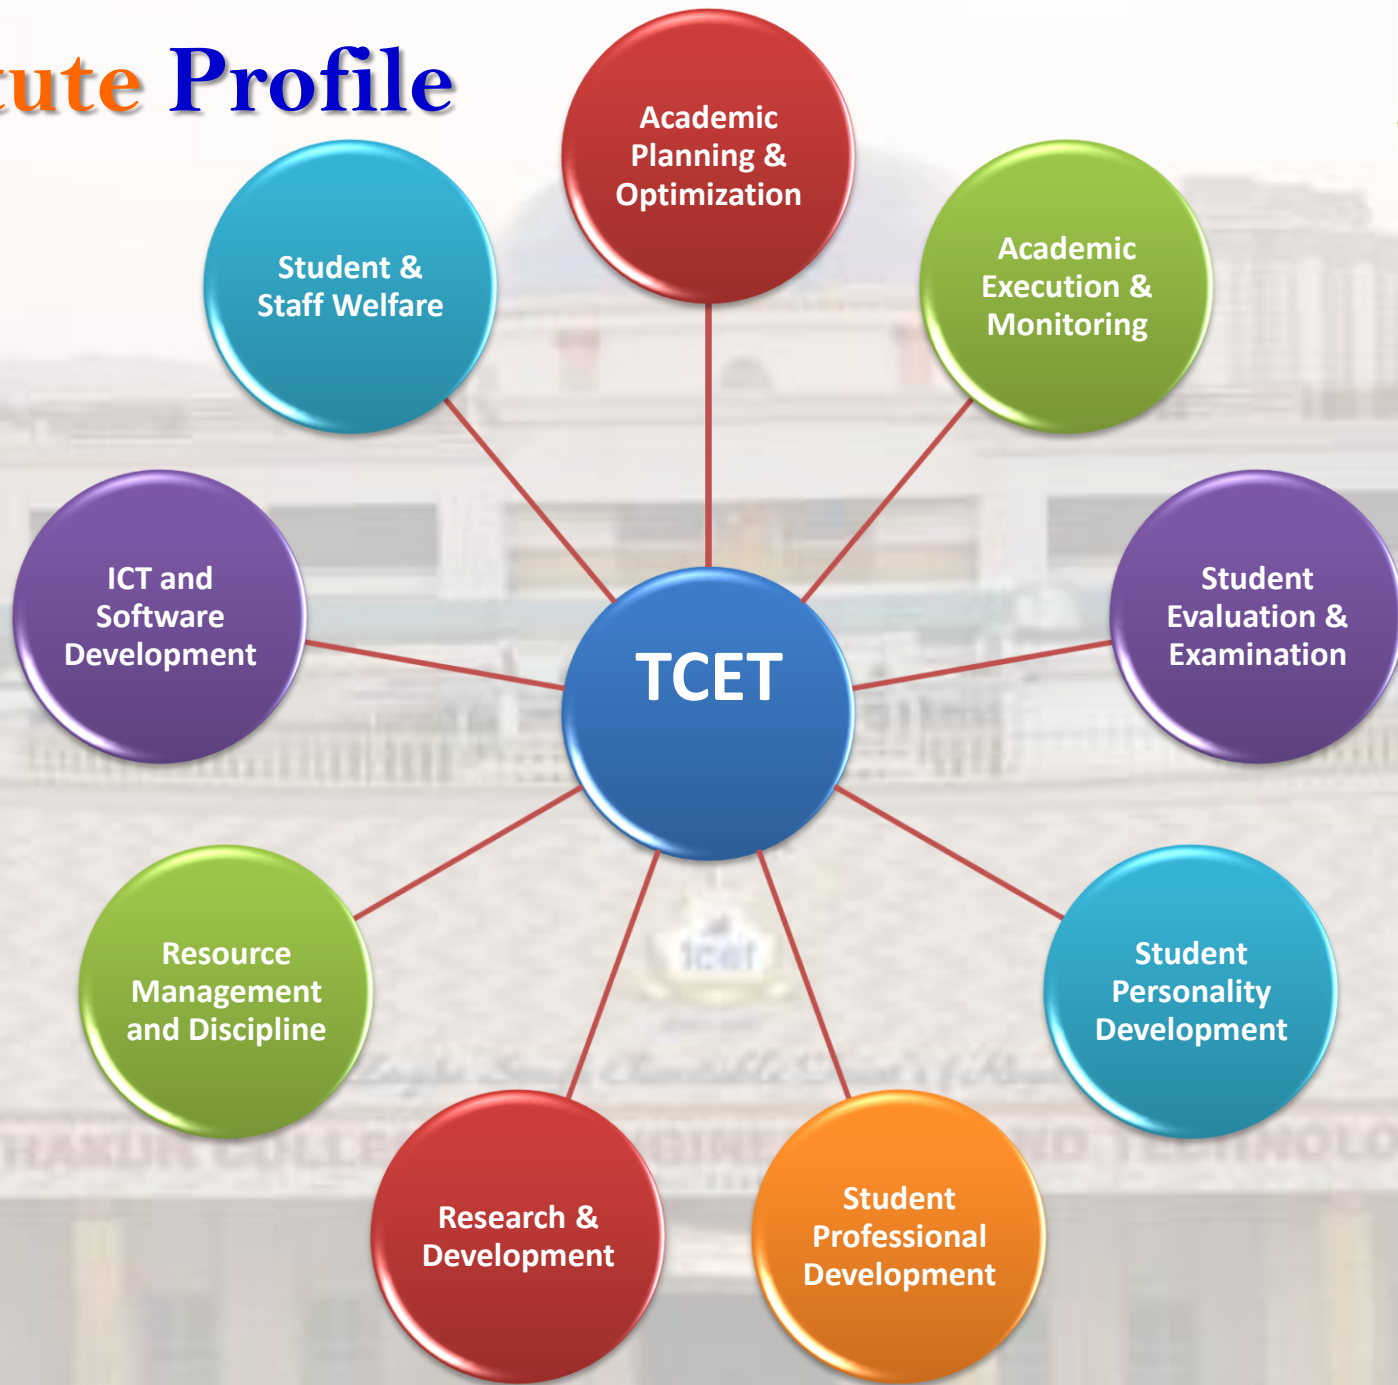 tute Profile
Academic
Planning &
Optimization
Academic
Execution &
Monitoring
Student
Evaluation &
Examination
Student
Personality
Development
Student
Professional
Development
Research &
Development
Resource
Management
and Discipline
ICT and
Software
Development
Student &
Staff Welfare
TCET
tcet